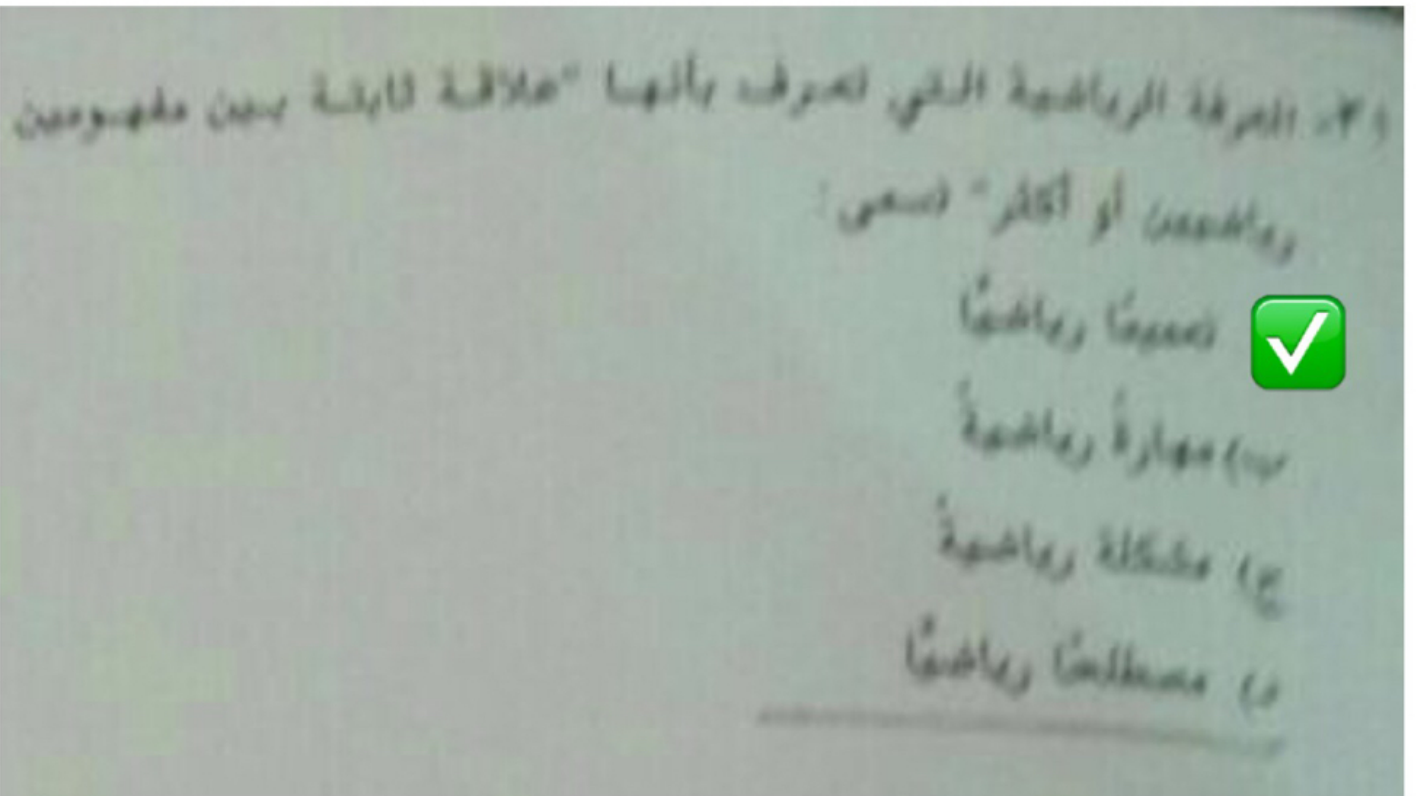 ٣- المعرفة الرياضية التي تعرف بأنها "علاقة ثابتة بين مفهومين
رياضيين أو أكثر" تسمى:
تعميمًا رياضيًّا
ب) مهارةً رياضيةً
ج) مشكلة رياضيةً
د) مصطلحًا رياضيًّا